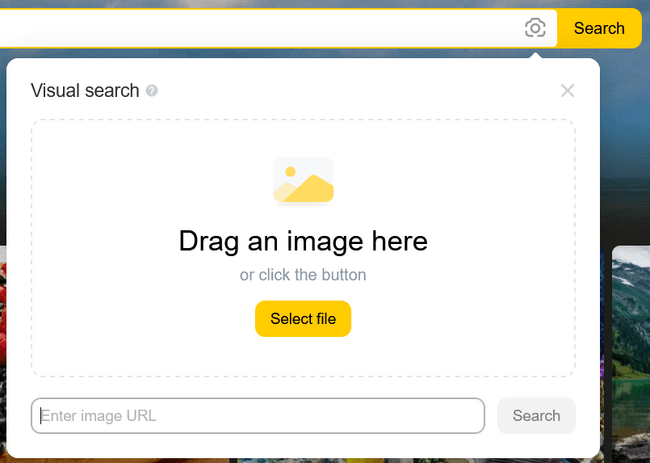 Search
Visual search ?
Drag an image here
or click the button
Select file
Enter image URL
Search